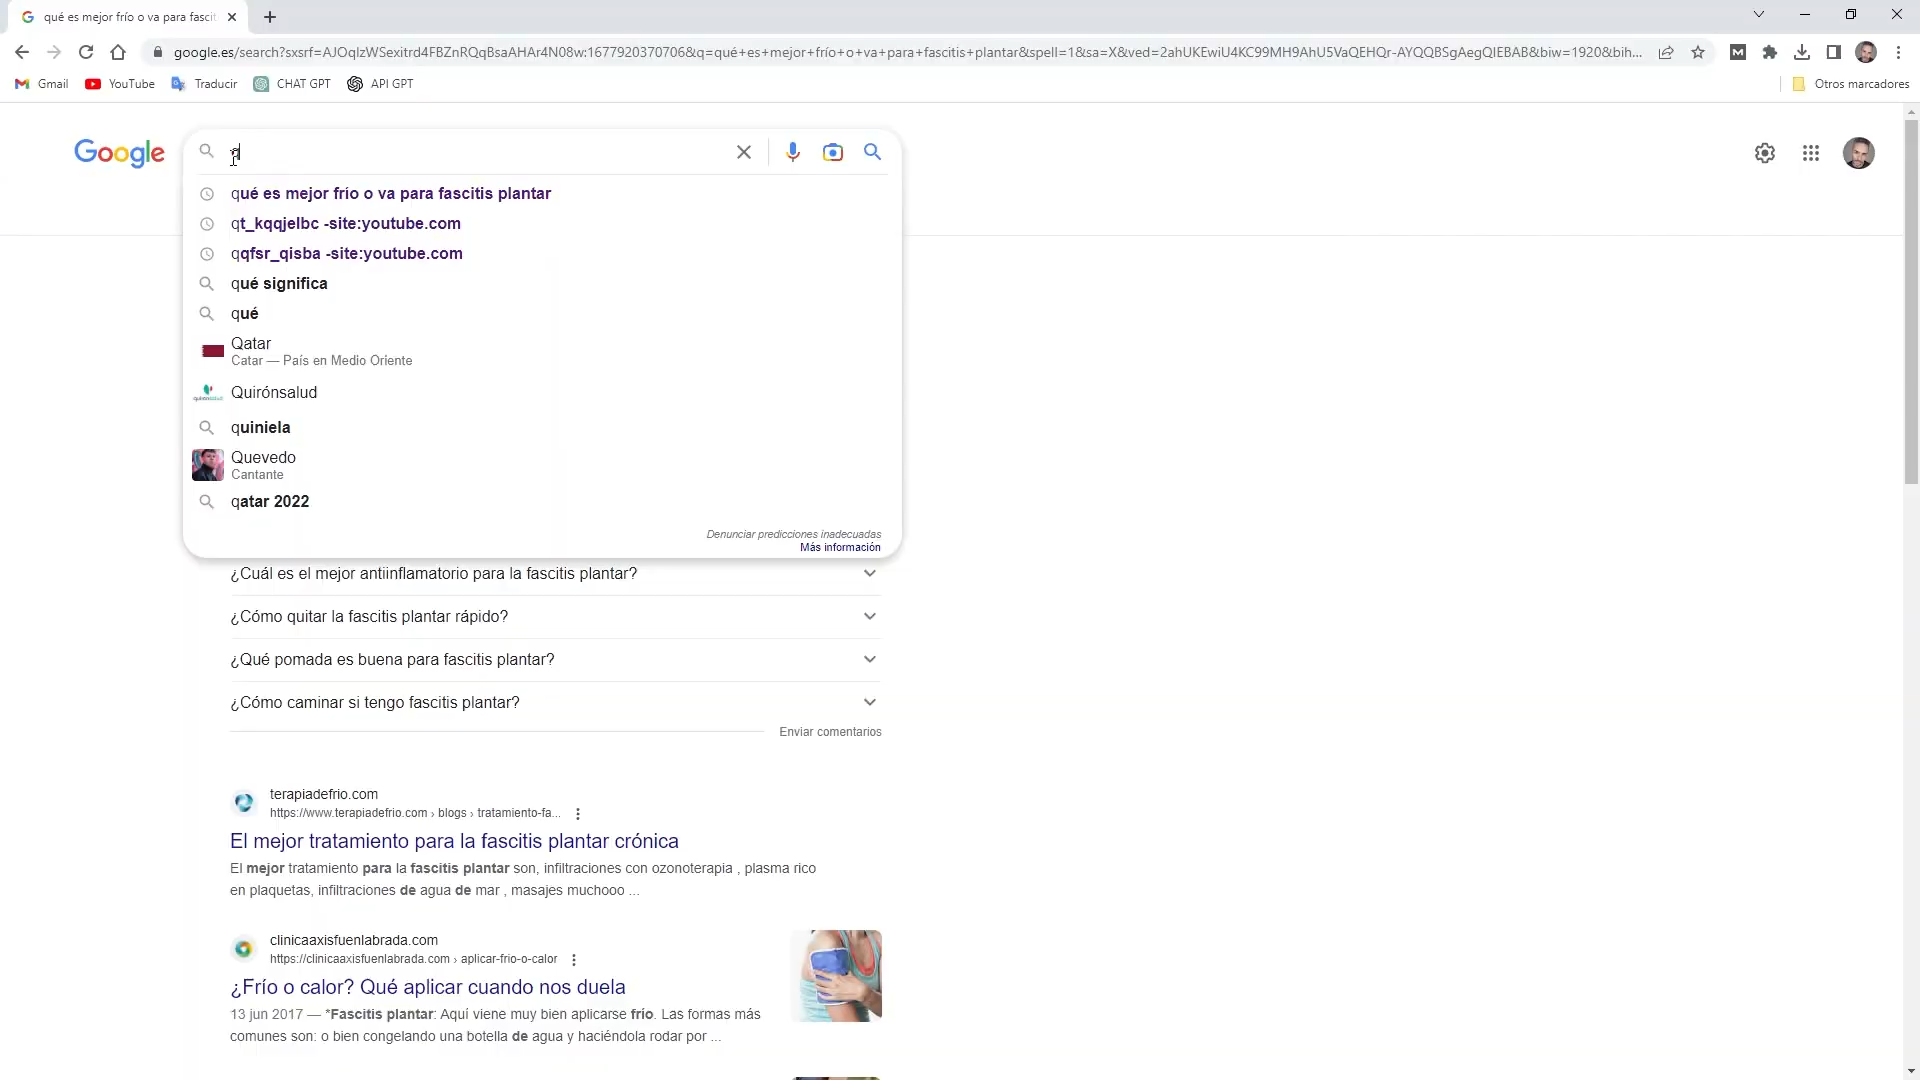 qué es mejor frío o va para fascit
google.es/search?sxsrf=AJOqlzWSexitrd4FBZnRQqBsaAHAr4N08w:1677920370706&q=qué+es+mejor+frío+o+va+para+fascitis+plantar&spell=1&sa=X&ved=2ahUKEwiU4KC99MH9AhU5VaQEHQr-AYQQBSgAegQIEBAB&biw=1920&bih...
Gmail YouTube Traducir CHAT GPT API GPT Otros marcadores
Google q
qué es mejor frío o va para fascitis plantar
qt_kqqjelbc -site:youtube.com
qqfsr_qisba -site:youtube.com
qué significa
qué
Qatar
Catar — País en Medio Oriente
Quirónsalud
quiniela
Quevedo
Cantante
qatar 2022
Denunciar predicciones inadecuadas
Más información
¿Cuál es el mejor antiinflamatorio para la fascitis plantar?
¿Cómo quitar la fascitis plantar rápido?
¿Qué pomada es buena para fascitis plantar?
¿Cómo caminar si tengo fascitis plantar?
Enviar comentarios
terapiadefrio.com
https://www.terapiadefrio.com › blogs › tratamiento-fa...
El mejor tratamiento para la fascitis plantar crónica
El mejor tratamiento para la fascitis plantar son, infiltraciones con ozonoterapia , plasma rico
en plaquetas, infiltraciones de agua de mar , masajes muchooo ...
clinicaaxisfuenlabrada.com
https://clinicaaxisfuenlabrada.com › aplicar-frio-o-calor
¿Frío o calor? Qué aplicar cuando nos duela
13 jun 2017 — *Fascitis plantar: Aquí viene muy bien aplicarse frío. Las formas más
comunes son: o bien congelando una botella de agua y haciéndola rodar por ...